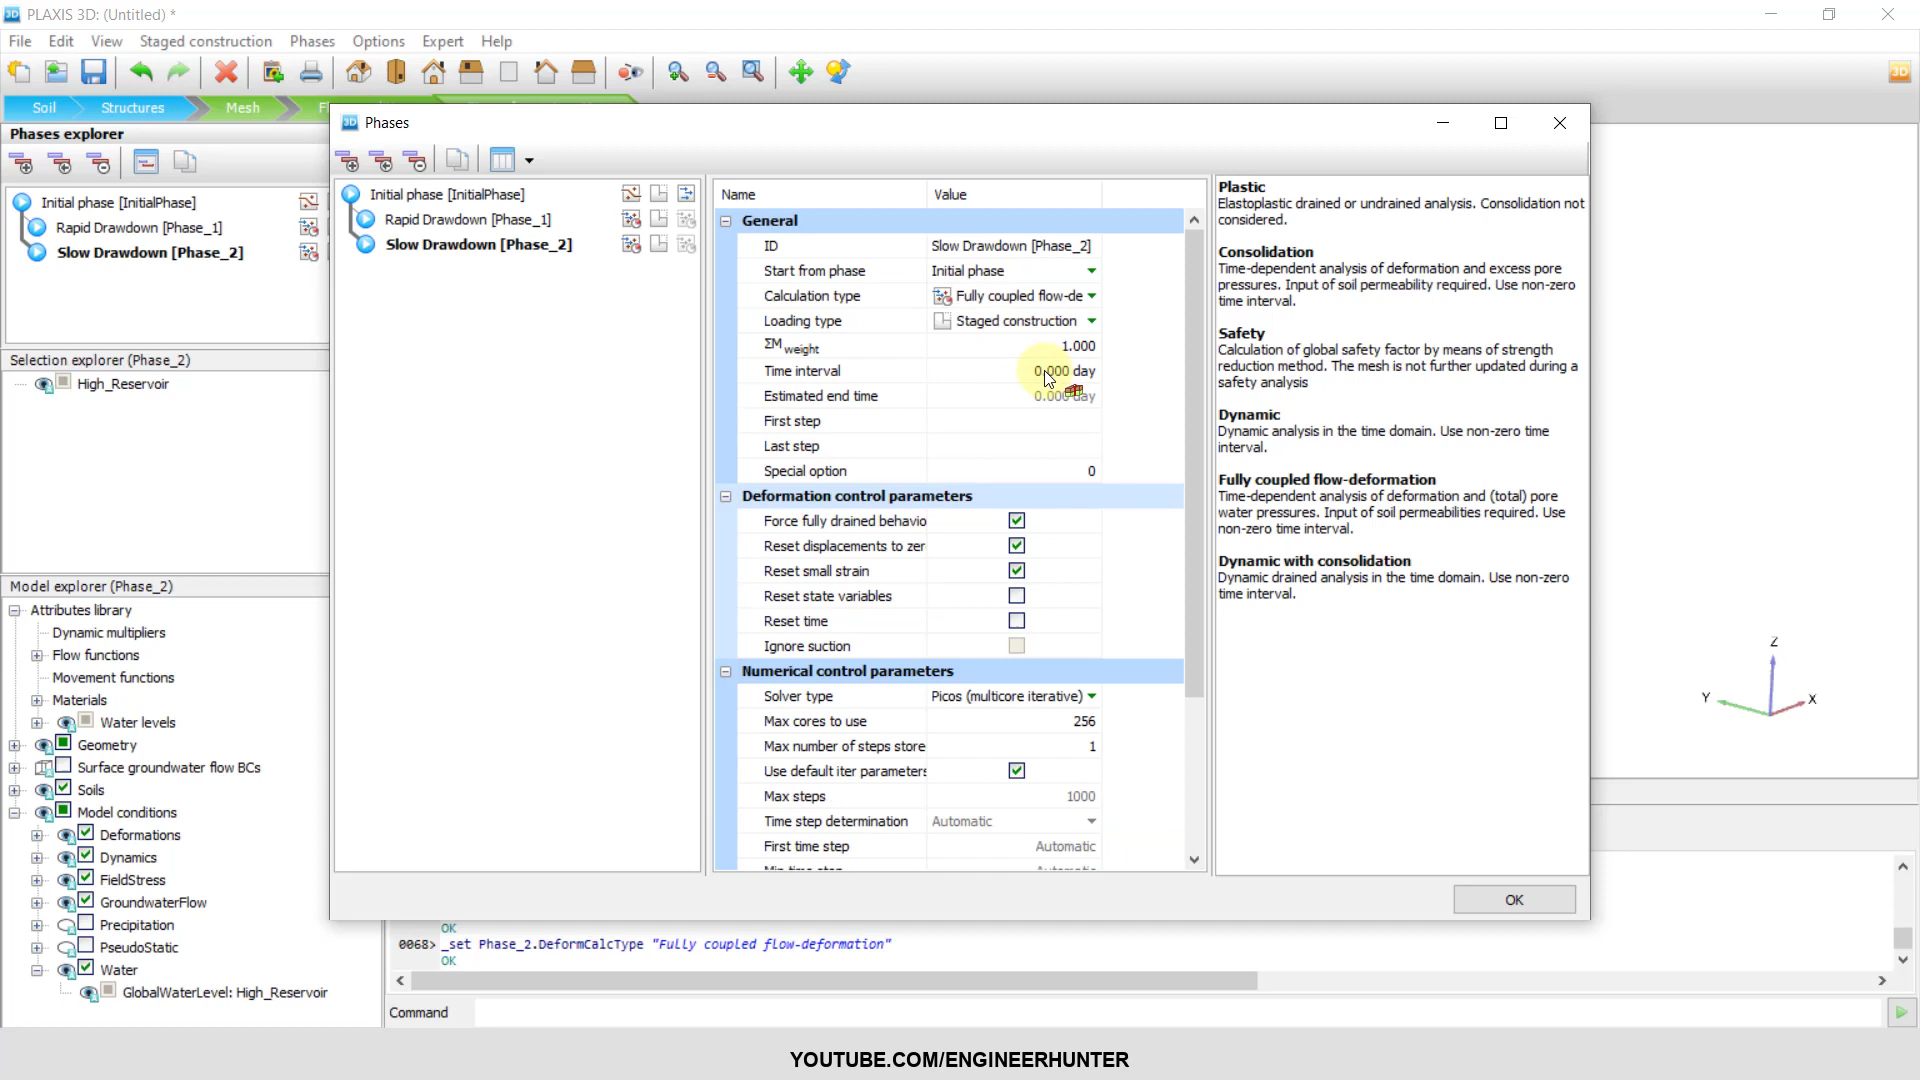 PLAXIS 3D: (Untitled) *
File Edit View Staged construction Phases Options Expert Help
Soil Structures Mesh
Phases explorer
Initial phase [InitialPhase]
Rapid Drawdown [Phase_1]
Slow Drawdown [Phase_2]
Selection explorer (Phase_2)
High_Reservoir
Model explorer (Phase_2)
Attributes library
Dynamic multipliers
Flow functions
Movement functions
Materials
Water levels
Geometry
Surface groundwater flow BCs
Soils
Model conditions
Deformations
Dynamics
FieldStress
GroundwaterFlow
Precipitation
PseudoStatic
Water
GlobalWaterLevel: High_Reservoir
Phases
Initial phase [InitialPhase]
Rapid Drawdown [Phase_1]
Slow Drawdown [Phase_2]
Name Value
General
ID Slow Drawdown [Phase_2]
Start from phase Initial phase
Calculation type Fully coupled flow-de
Loading type Staged construction
ΣM weight 1.000
Time interval 0.000 day
Estimated end time 0.000 day
First step
Last step
Special option 0
Deformation control parameters
Force fully drained behavio
Reset displacements to zer
Reset small strain
Reset state variables
Reset time
Ignore suction
Numerical control parameters
Solver type Picos (multicore iterative)
Max cores to use 256
Max number of steps store 1
Use default iter parameters
Max steps 1000
Time step determination Automatic
First time step Automatic
Plastic
Elastoplastic drained or undrained analysis. Consolidation not
considered.
Consolidation
Time-dependent analysis of deformation and excess pore
pressures. Input of soil permeability required. Use non-zero
time interval.
Safety
Calculation of global safety factor by means of strength
reduction method. The mesh is not further updated during a
safety analysis
Dynamic
Dynamic analysis in the time domain. Use non-zero time
interval.
Fully coupled flow-deformation
Time-dependent analysis of deformation and (total) pore
water pressures. Input of soil permeabilities required. Use
non-zero time interval.
Dynamic with consolidation
Dynamic drained analysis in the time domain. Use non-zero
time interval.
OK
Z
Y
X
OK
0068> _set Phase_2.DeformCalcType "Fully coupled flow-deformation"
OK
Command
YOUTUBE.COM/ENGINEERHUNTER